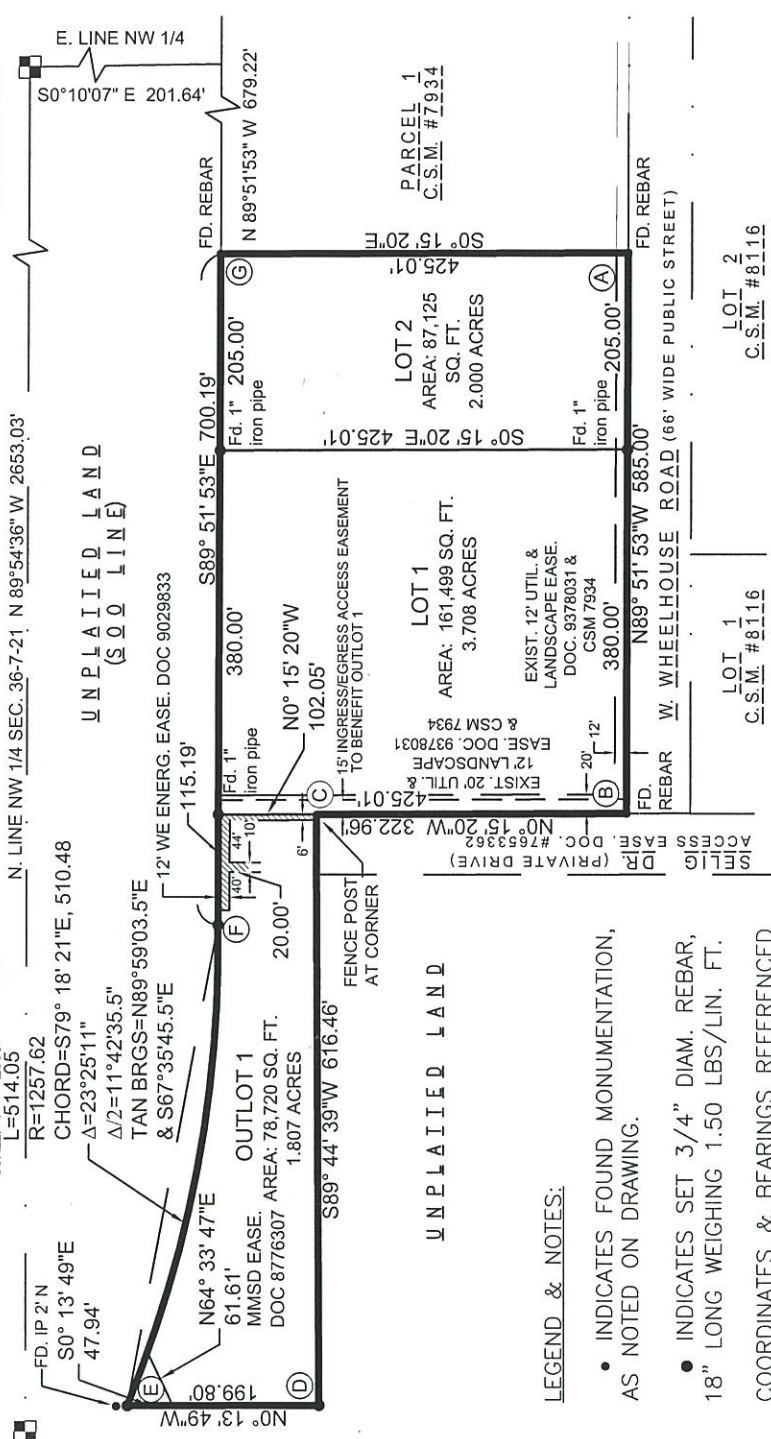 N. LINE NW 1/4 SEC. 36-7-21 N 89°54'36" W 2653.03'
E. LINE NW 1/4
S0°10'07" E 201.64'
FD. IP 2' N
S0° 13' 49"E
47.94'
L=514.05
R=1257.62
CHORD=S79° 18' 21"E, 510.48
Δ=23°25'11"
Δ/2=11°42'35.5"
TAN BRGS=N89°59'03.5"E
& S67°35'45.5"E
UNPLATTED LAND
(SOO LINE)
12' WE ENERG. EASE. DOC 9029833
115.19'
S89° 51' 53"E 700.19'
FD. REBAR
N 89°51'53" W 679.22'
Fd. 1"
iron pipe
380.00'
Fd. 1"
iron pipe
205.00'
G
F
E
N64° 33' 47"E
61.61'
MMSD EASE.
DOC 8776307
OUTLOT 1
AREA: 78,720 SQ. FT.
1.807 ACRES
40'
44'
10'
20.00'
6'
N0° 15' 20"W
102.05'
15' INGRESS/EGRESS ACCESS EASEMENT
TO BENEFIT OUTLOT 1
C
N0° 13' 49"W
199.80'
D
S89° 44' 39"W 616.46'
FENCE POST
AT CORNER
LOT 1
AREA: 161,499 SQ. FT.
3.708 ACRES
LOT 2
AREA: 87,125
SQ. FT.
2.000 ACRES
S0° 15' 20"E 425.01'
S0° 15' 20"E
425.01'
PARCEL 1
C.S.M. #7934
N0° 15' 20"W 322.96'
425.01'
EXIST. 20' UTIL. &
12' LANDSCAPE
EASE. DOC. 9378031
& CSM 7934
EXIST. 12' UTIL. &
LANDSCAPE EASE.
DOC. 9378031 &
CSM 7934
20'
12'
B
380.00'
Fd. 1"
iron pipe
205.00'
A
FD.
REBAR
N89° 51' 53"W 585.00'
FD. REBAR
SELIG DR. (PRIVATE DRIVE)
ACCESS EASE. DOC. #7653362
W. WHEELHOUSE ROAD (66' WIDE PUBLIC STREET)
LOT 1
C.S.M. #8116
LOT 2
C.S.M. #8116
UNPLATTED LAND
LEGEND & NOTES:
• INDICATES FOUND MONUMENTATION,
AS NOTED ON DRAWING.
● INDICATES SET 3/4" DIAM. REBAR,
18" LONG WEIGHING 1.50 LBS/LIN. FT.
COORDINATES & BEARINGS REFERENCED